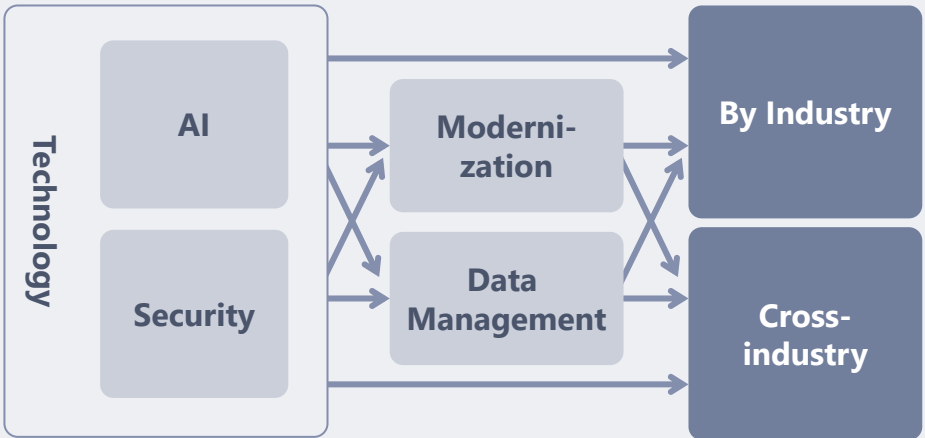 Technology
AI
Security
Moderni-
zation
Data
Management
By Industry
Cross-
industry